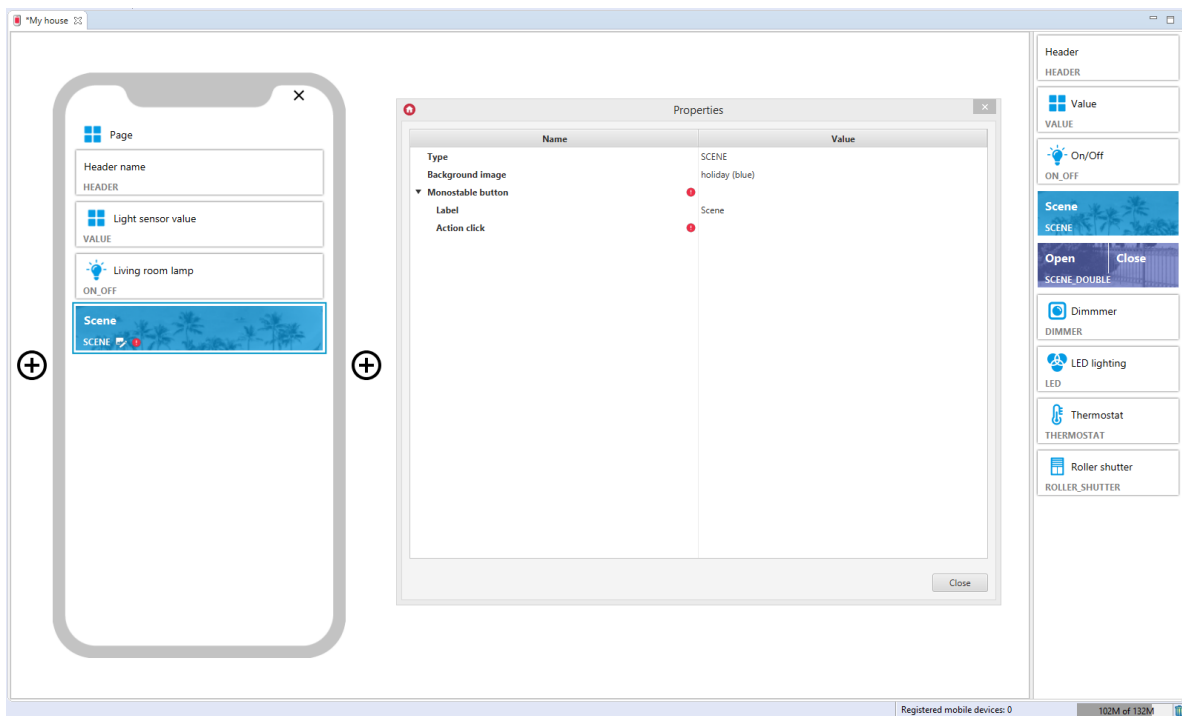 *My house
Page
Header name
HEADER
Light sensor value
VALUE
Living room lamp
ON_OFF
Scene
SCENE
Properties
Name Value
Type SCENE
Background image holiday (blue)
Monostable button
Label Scene
Action click
Close
Header
HEADER
Value
VALUE
On/Off
ON_OFF
Scene
SCENE
Open Close
SCENE_DOUBLE
Dimmmer
DIMMER
LED lighting
LED
Thermostat
THERMOSTAT
Roller shutter
ROLLER_SHUTTER
Registered mobile devices: 0 102M of 132M